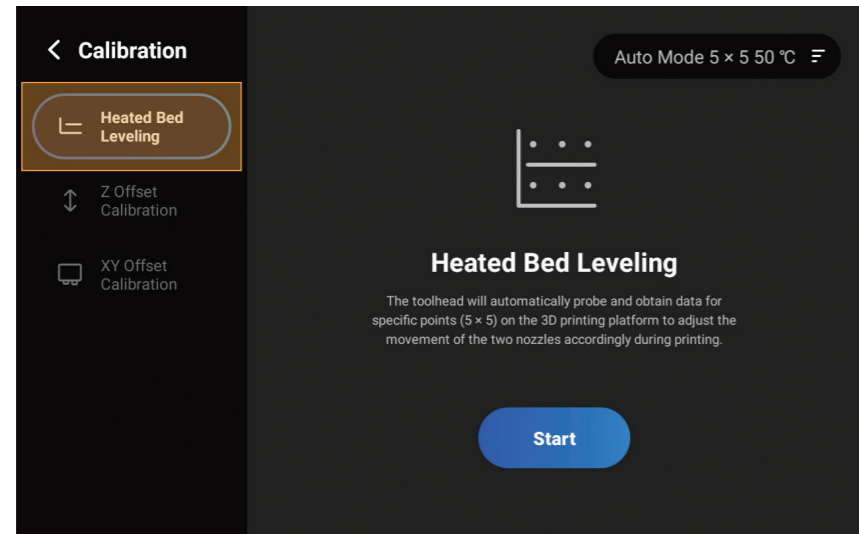 Calibration
Auto Mode 5 × 5 50 ℃
Heated Bed
Leveling
Z Offset
Calibration
XY Offset
Calibration
Heated Bed Leveling
The toolhead will automatically probe and obtain data for
specific points (5 × 5) on the 3D printing platform to adjust the
movement of the two nozzles accordingly during printing.
Start